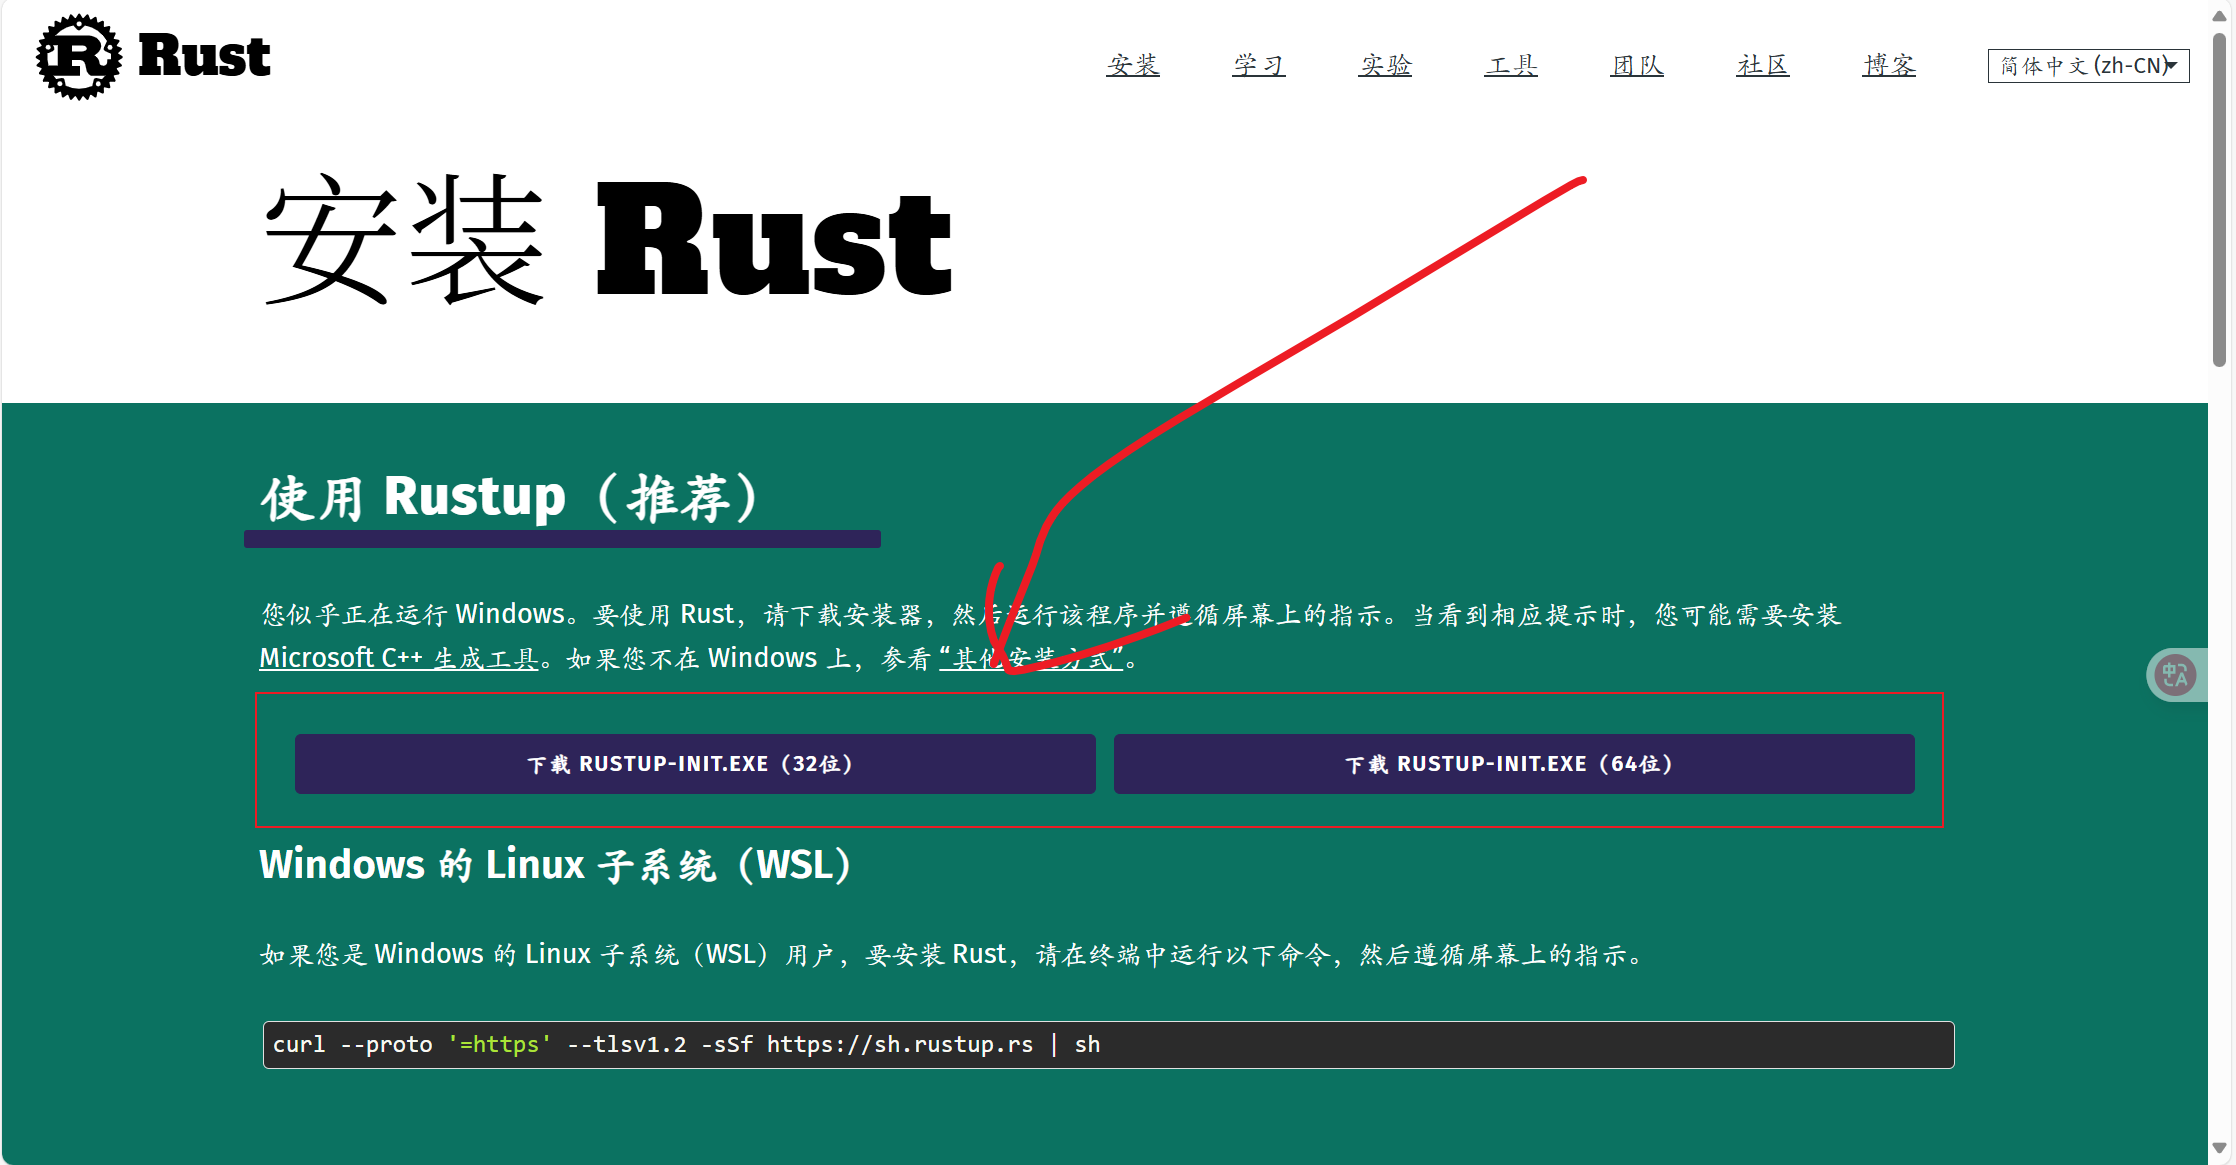 Rust
安装
学习
实验
工具
团队
社区
博客
简体中文 (zh-CN)
安装 Rust
使用 Rustup（推荐）
您似乎正在运行 Windows。要使用 Rust，请下载安装器，然后运行该程序并遵循屏幕上的指示。当看到相应提示时，您可能需要安装
Microsoft C++ 生成工具。如果您不在 Windows 上，参看 “其他安装方式”。
下载 RUSTUP-INIT.EXE（32位）
下载 RUSTUP-INIT.EXE（64位）
Windows 的 Linux 子系统（WSL）
如果您是 Windows 的 Linux 子系统（WSL）用户，要安装 Rust，请在终端中运行以下命令，然后遵循屏幕上的指示。
curl --proto '=https' --tlsv1.2 -sSf https://sh.rustup.rs | sh